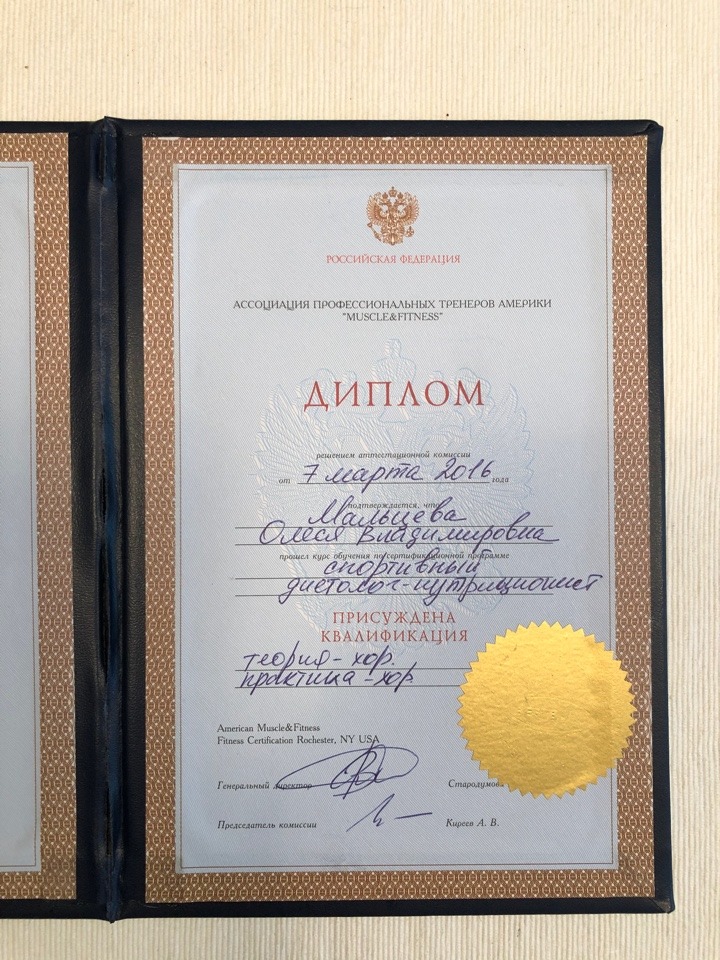 РОССИЙСКАЯ ФЕДЕРАЦИЯ
АССОЦИАЦИЯ ПРОФЕССИОНАЛЬНЫХ ТРЕНЕРОВ АМЕРИКИ
"MUSCLE&FITNESS"
ДИПЛОМ
решением аттестационной комиссии
от 7 марта 2016 года
подтверждается, что
Мальцева
Олеся Владимировна
прошел курс обучения по сертификационной программе
спортивный
диетолог-нутриционист
ПРИСУЖДЕНА
КВАЛИФИКАЦИЯ
теория - хор.
практика - хор
American Muscle&Fitness
Fitness Certification Rochester, NY USA
Генеральный директор
Председатель комиссии Киреев А. В.